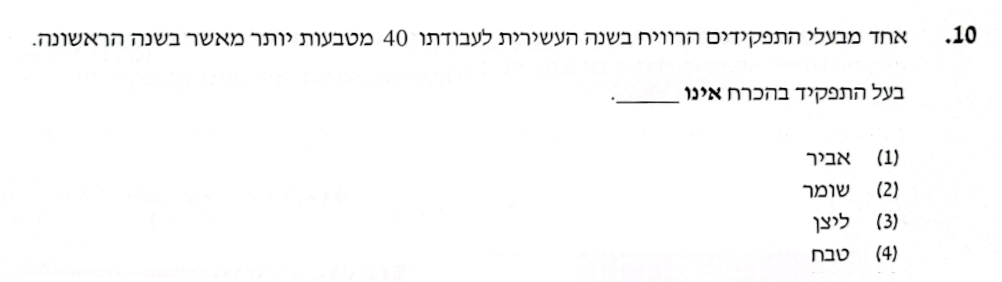 10. אחד מבעלי התפקידים הרוויח בשנה העשירית לעבודתו 40 מטבעות יותר מאשר בשנה הראשונה.
בעל התפקיד בהכרח אינו _____.
(1) אביר
(2) שומר
(3) ליצן
(4) טבח